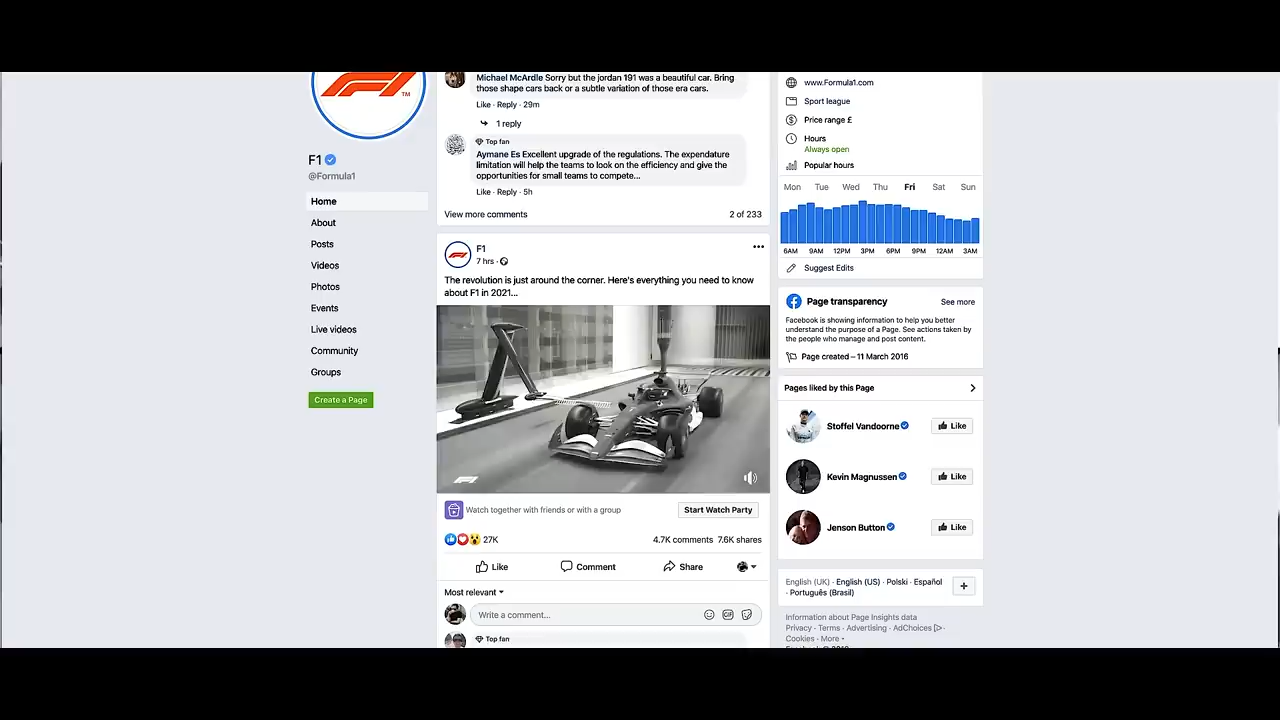 TM
F1
@Formula1
Home
About
Posts
Videos
Photos
Events
Live videos
Community
Groups
Create a Page
Michael McArdle Sorry but the jordan 191 was a beautiful car. Bring
those shape cars back or a subtle variation of those era cars.
Like · Reply · 29m
1 reply
Top fan
Aymane Es Excellent upgrade of the regulations. The expenditure
limitation will help the teams to look on the efficiency and give the
opportunities for small teams to compete...
Like · Reply · 5h
View more comments
2 of 233
F1
7 hrs ·
The revolution is just around the corner. Here's everything you need to know
about F1 in 2021...
Watch together with friends or with a group
Start Watch Party
27K
4.7K comments 7.6K shares
Like
Comment
Share
Most relevant
Write a comment...
GIF
Top fan
www.Formula1.com
Sport league
Price range £
Hours
Always open
Popular hours
Mon Tue Wed Thu Fri Sat Sun
6AM 9AM 12PM 3PM 6PM 9PM 12AM 3AM
Suggest Edits
Page transparency
See more
Facebook is showing information to help you better
understand the purpose of a Page. See actions taken by
the people who manage and post content.
Page created – 11 March 2016
Pages liked by this Page
Stoffel Vandoorne
Like
Kevin Magnussen
Like
Jenson Button
Like
English (UK) · English (US) · Polski · Español
· Português (Brasil)
Information about Page Insights data
Privacy · Terms · Advertising · AdChoices ·
Cookies · More